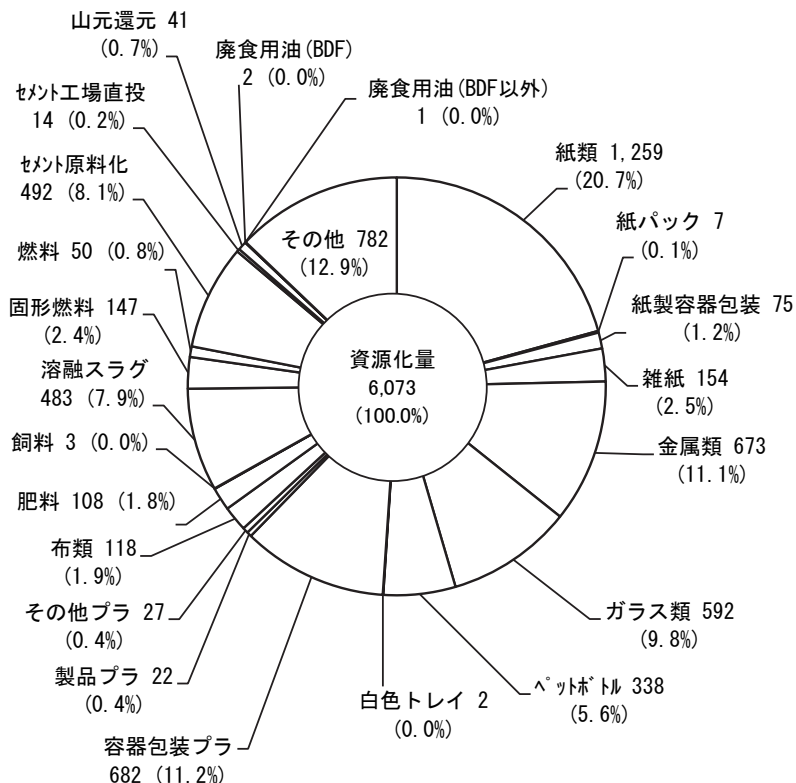 紙類 1,259
(20.7%)
紙パック 7
(0.1%)
紙製容器包装 75
(1.2%)
雑紙 154
(2.5%)
金属類 673
(11.1%)
ガラス類 592
(9.8%)
ﾍﾟｯﾄﾎﾞﾄﾙ 338
(5.6%)
白色トレイ 2
(0.0%)
容器包装プラ
682 (11.2%)
製品プラ 22
(0.4%)
その他プラ 27
(0.4%)
布類 118
(1.9%)
肥料 108 (1.8%)
飼料 3 (0.0%)
溶融スラグ
483 (7.9%)
固形燃料 147
(2.4%)
燃料 50 (0.8%)
ｾﾒﾝﾄ原料化
492 (8.1%)
ｾﾒﾝﾄ工場直投
14 (0.2%)
山元還元 41
(0.7%)
廃食用油(BDF)
2 (0.0%)
廃食用油(BDF以外)
1 (0.0%)
その他 782
(12.9%)
資源化量
6,073
(100.0%)